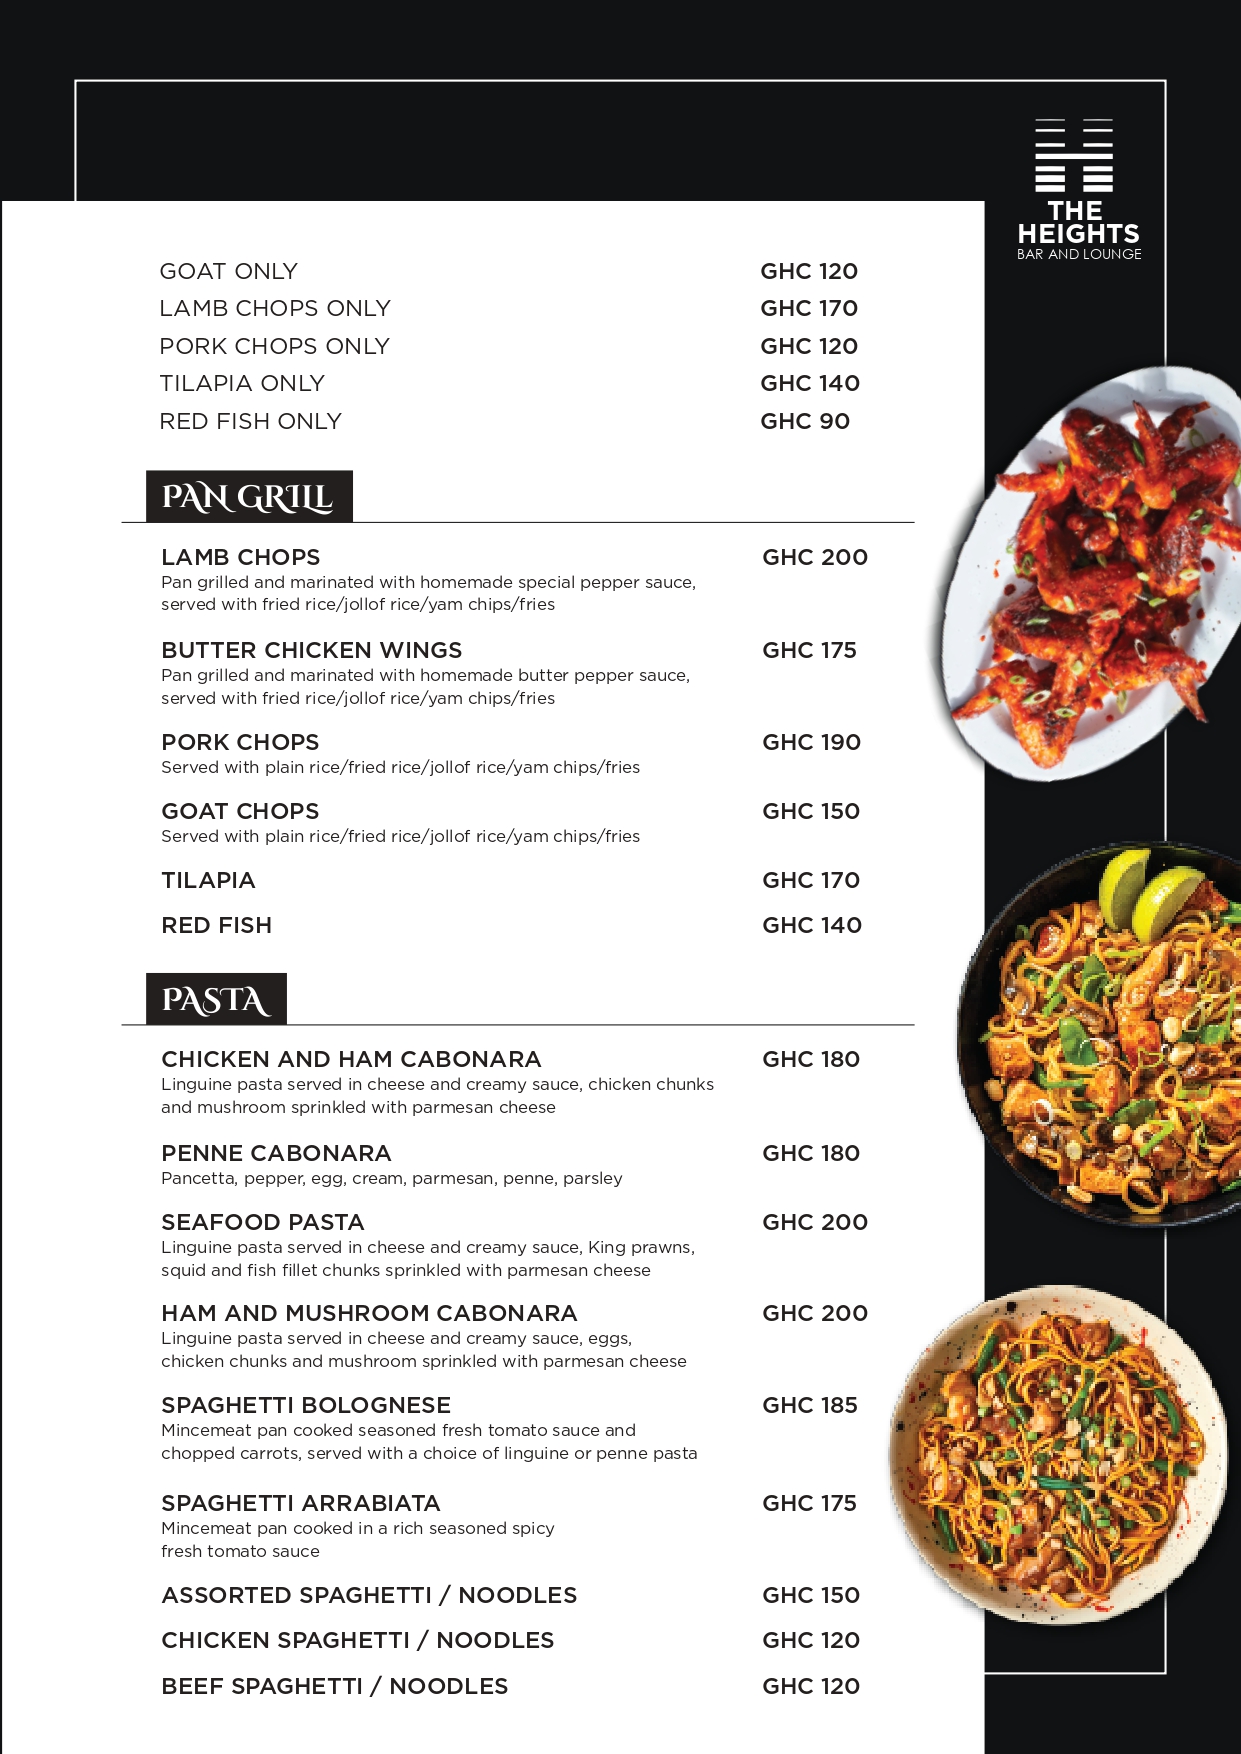 THE
HEIGHTS
BAR AND LOUNGE
GOAT ONLY GHC 120
LAMB CHOPS ONLY GHC 170
PORK CHOPS ONLY GHC 120
TILAPIA ONLY GHC 140
RED FISH ONLY GHC 90
PAN GRILL
LAMB CHOPS GHC 200
Pan grilled and marinated with homemade special pepper sauce,
served with fried rice/jollof rice/yam chips/fries
BUTTER CHICKEN WINGS GHC 175
Pan grilled and marinated with homemade butter pepper sauce,
served with fried rice/jollof rice/yam chips/fries
PORK CHOPS GHC 190
Served with plain rice/fried rice/jollof rice/yam chips/fries
GOAT CHOPS GHC 150
Served with plain rice/fried rice/jollof rice/yam chips/fries
TILAPIA GHC 170
RED FISH GHC 140
PASTA
CHICKEN AND HAM CABONARA GHC 180
Linguine pasta served in cheese and creamy sauce, chicken chunks
and mushroom sprinkled with parmesan cheese
PENNE CABONARA GHC 180
Pancetta, pepper, egg, cream, parmesan, penne, parsley
SEAFOOD PASTA GHC 200
Linguine pasta served in cheese and creamy sauce, King prawns,
squid and fish fillet chunks sprinkled with parmesan cheese
HAM AND MUSHROOM CABONARA GHC 200
Linguine pasta served in cheese and creamy sauce, eggs,
chicken chunks and mushroom sprinkled with parmesan cheese
SPAGHETTI BOLOGNESE GHC 185
Mincemeat pan cooked seasoned fresh tomato sauce and
chopped carrots, served with a choice of linguine or penne pasta
SPAGHETTI ARRABIATA GHC 175
Mincemeat pan cooked in a rich seasoned spicy
fresh tomato sauce
ASSORTED SPAGHETTI / NOODLES GHC 150
CHICKEN SPAGHETTI / NOODLES GHC 120
BEEF SPAGHETTI / NOODLES GHC 120